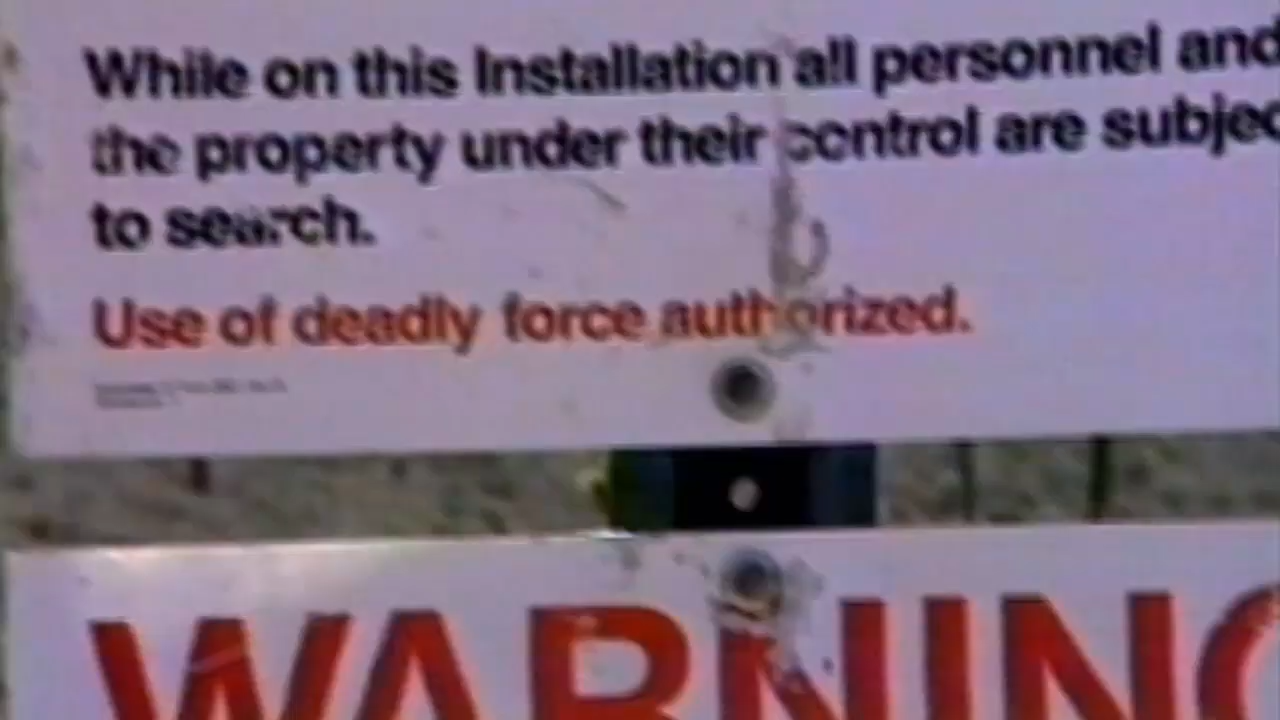 While on this Installation all personnel and
the property under their control are subjec
to search.
Use of deadly force authorized.
WARNING